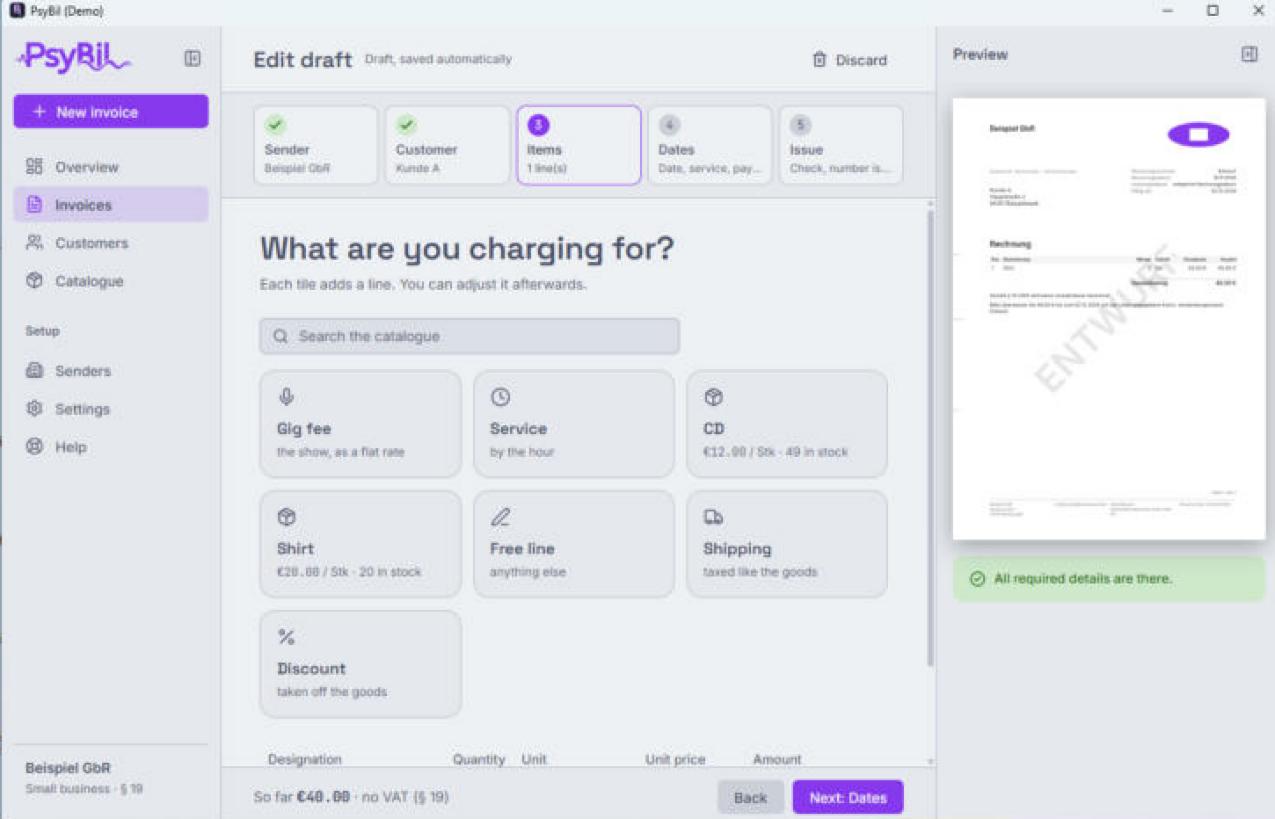 PsyBil (Demo)
PsyBil
New invoice
Overview
Invoices
Customers
Catalogue
Setup
Senders
Settings
Help
Beispiel GbR
Small business · § 19
Edit draft
Draft, saved automatically
Discard
Sender
Beispiel GbR
Customer
Kunde A
3
Items
1 line(s)
4
Dates
Date, service, pay...
5
Issue
Check, number is...
What are you charging for?
Each tile adds a line. You can adjust it afterwards.
Search the catalogue
Gig fee
the show, as a flat rate
Service
by the hour
CD
€12.00 / Stk · 49 in stock
Shirt
€20.00 / Stk · 20 in stock
Free line
anything else
Shipping
taxed like the goods
Discount
taken off the goods
Designation Quantity Unit Unit price Amount
So far €40.00 · no VAT (§ 19)
Back
Next: Dates
Preview
Beispiel GbR
Rechnung
ENTWURF
All required details are there.